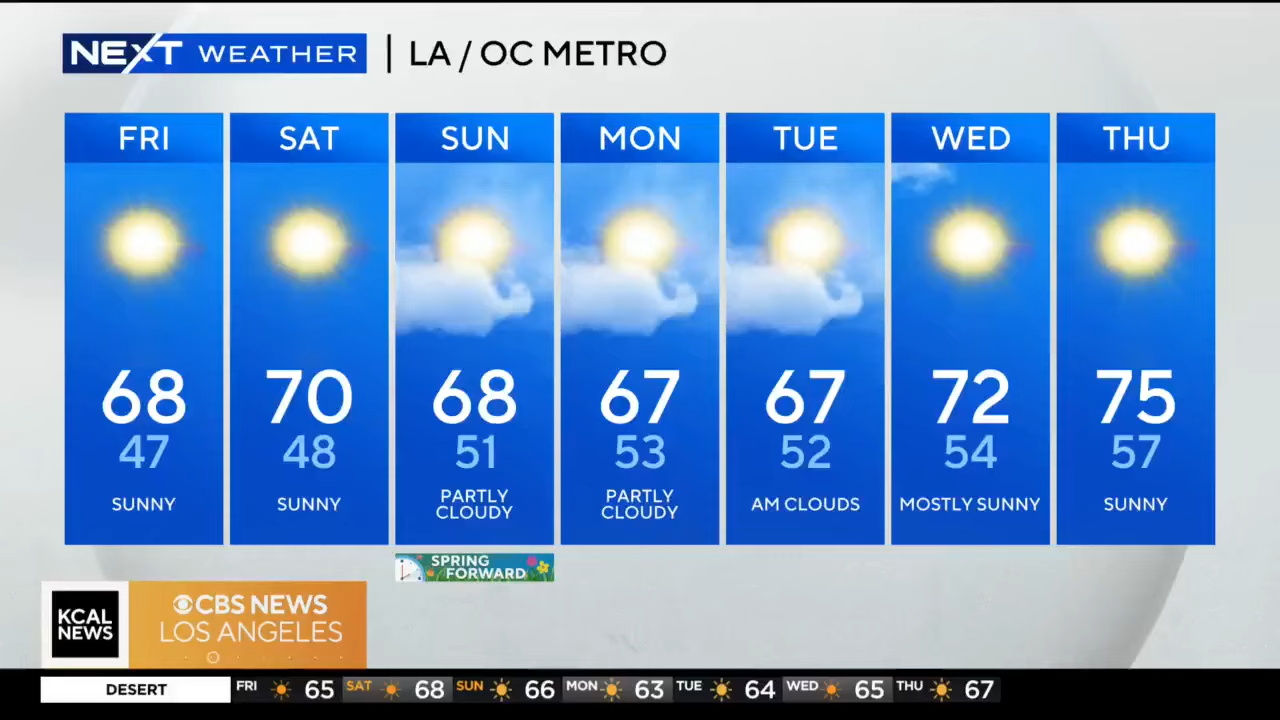 NEXT WEATHER | LA / OC METRO
FRI SAT SUN MON TUE WED THU
68 70 68 67 67 72 75
47 48 51 53 52 54 57
SUNNY SUNNY PARTLY CLOUDY PARTLY CLOUDY AM CLOUDS MOSTLY SUNNY SUNNY
SPRING
FORWARD
KCAL
NEWS
CBS NEWS
LOS ANGELES
DESERT FRI 65 SAT 68 SUN 66 MON 63 TUE 64 WED 65 THU 67